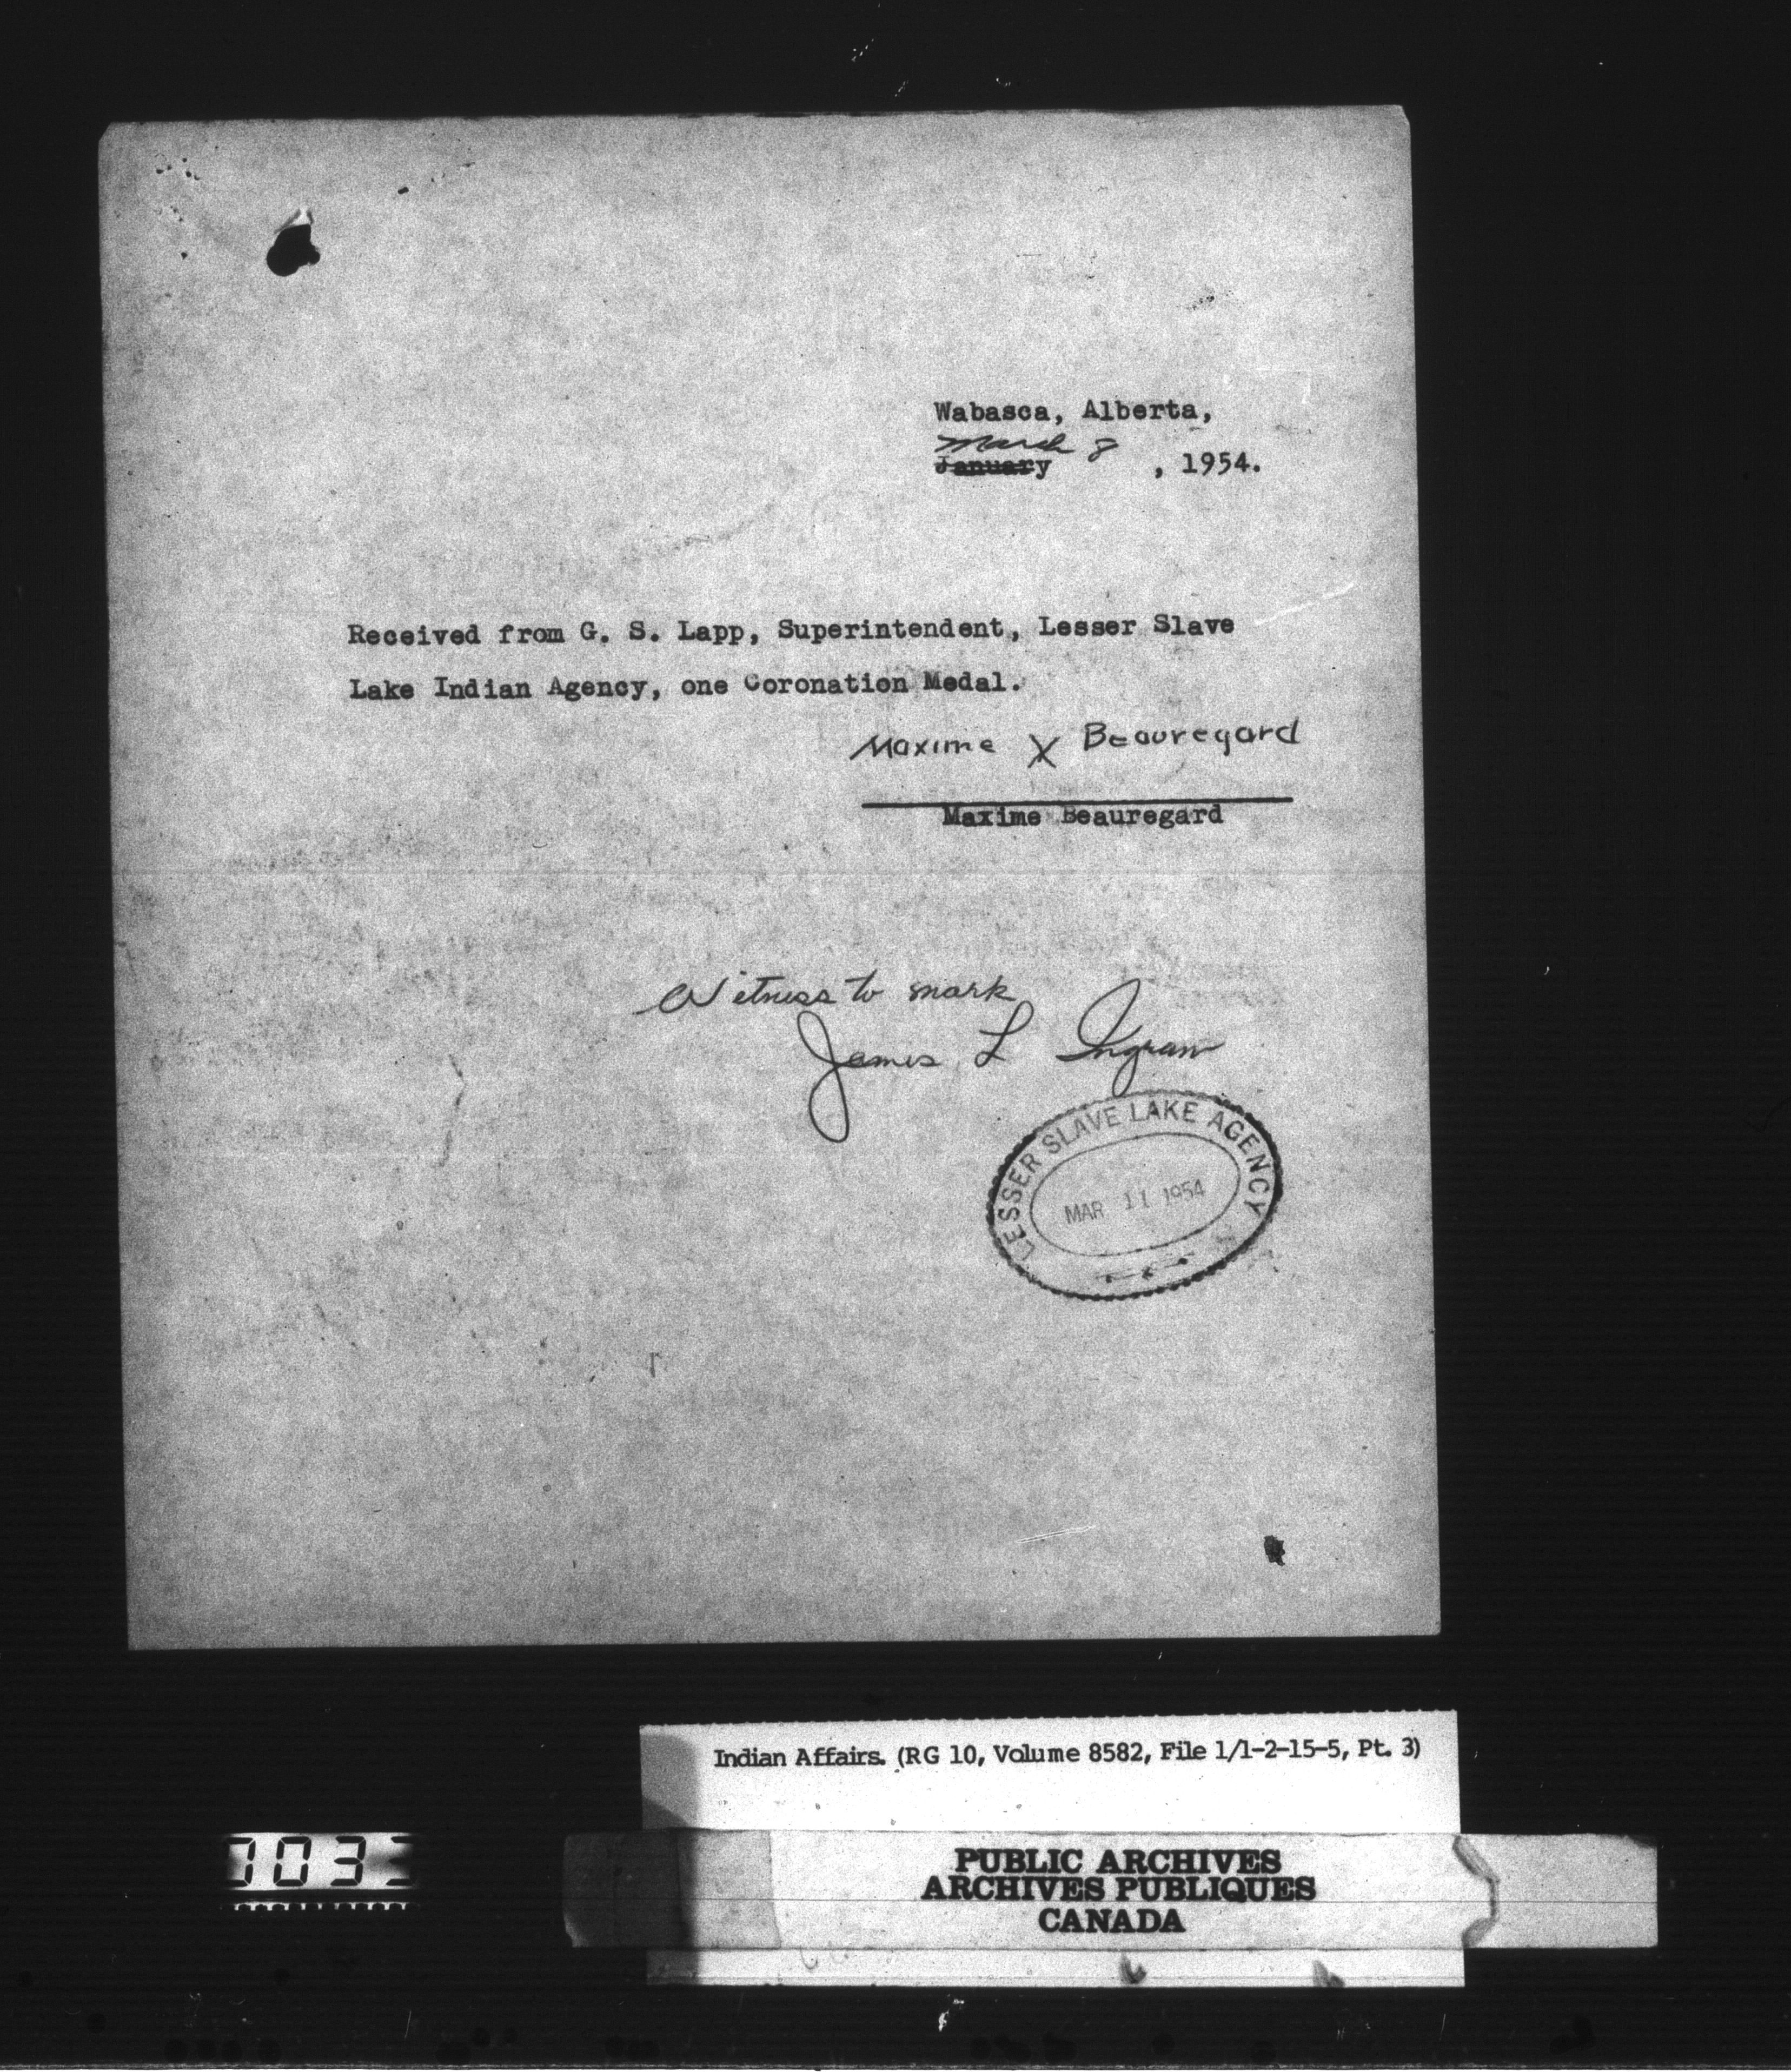 Wabasca, Alberta,
March 8
January , 1954.
Received from G. S. Lapp, Superintendent, Lesser Slave
Lake Indian Agency, one Coronation Medal.
Maxime X Beauregard
Maxime Beauregard
Witness to mark
James L Ingram
LESSER SLAVE LAKE AGENCY
MAR 11 1954
Indian Affairs. (RG 10, Volume 8582, File 1/1-2-15-5, Pt. 3)
PUBLIC ARCHIVES
ARCHIVES PUBLIQUES
CANADA